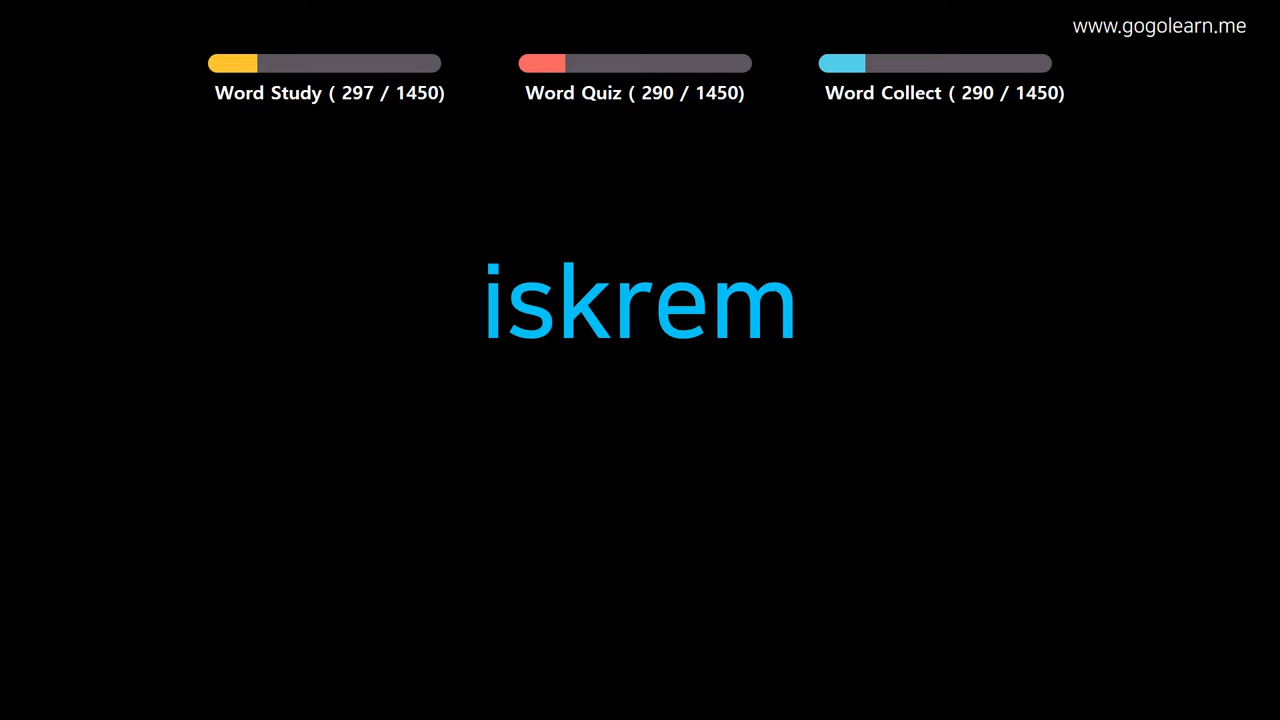 www.gogolearn.me
Word Study ( 297 / 1450)
Word Quiz ( 290 / 1450)
Word Collect ( 290 / 1450)
iskrem